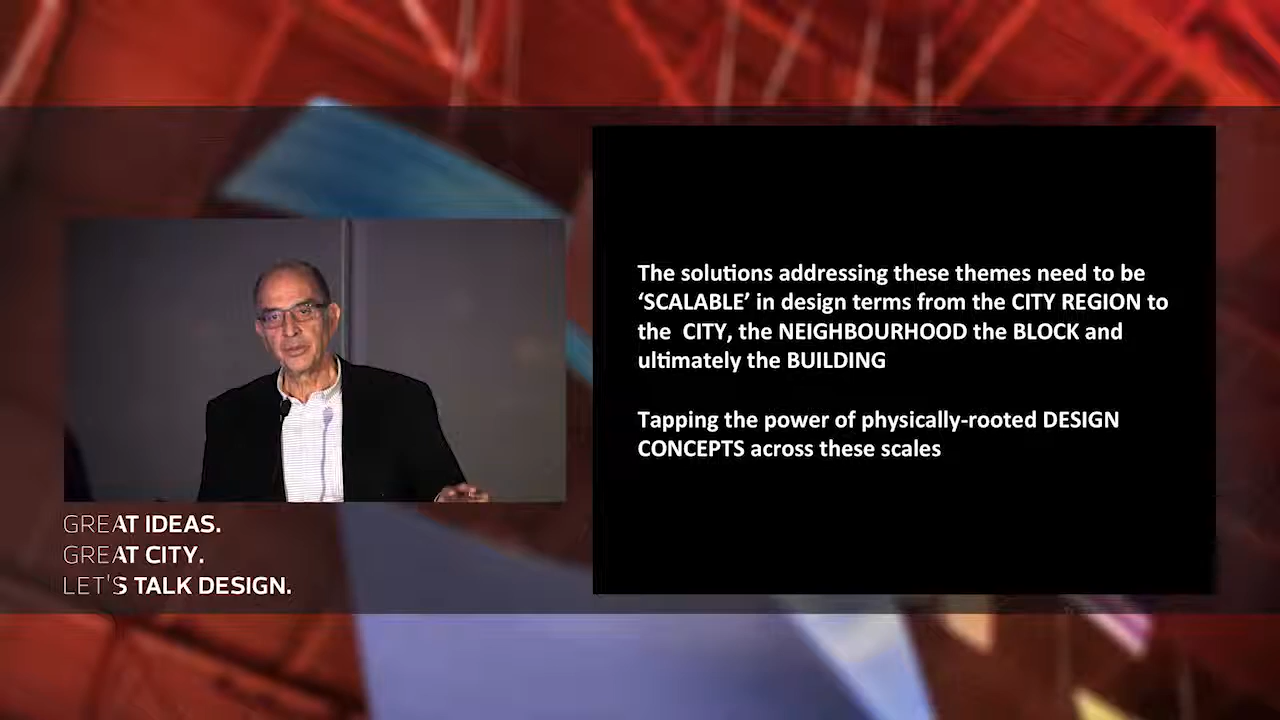 The solutions addressing these themes need to be
‘SCALABLE’ in design terms from the CITY REGION to
the CITY, the NEIGHBOURHOOD the BLOCK and
ultimately the BUILDING
Tapping the power of physically-rooted DESIGN
CONCEPTS across these scales
GREAT IDEAS.
GREAT CITY.
LET'S TALK DESIGN.